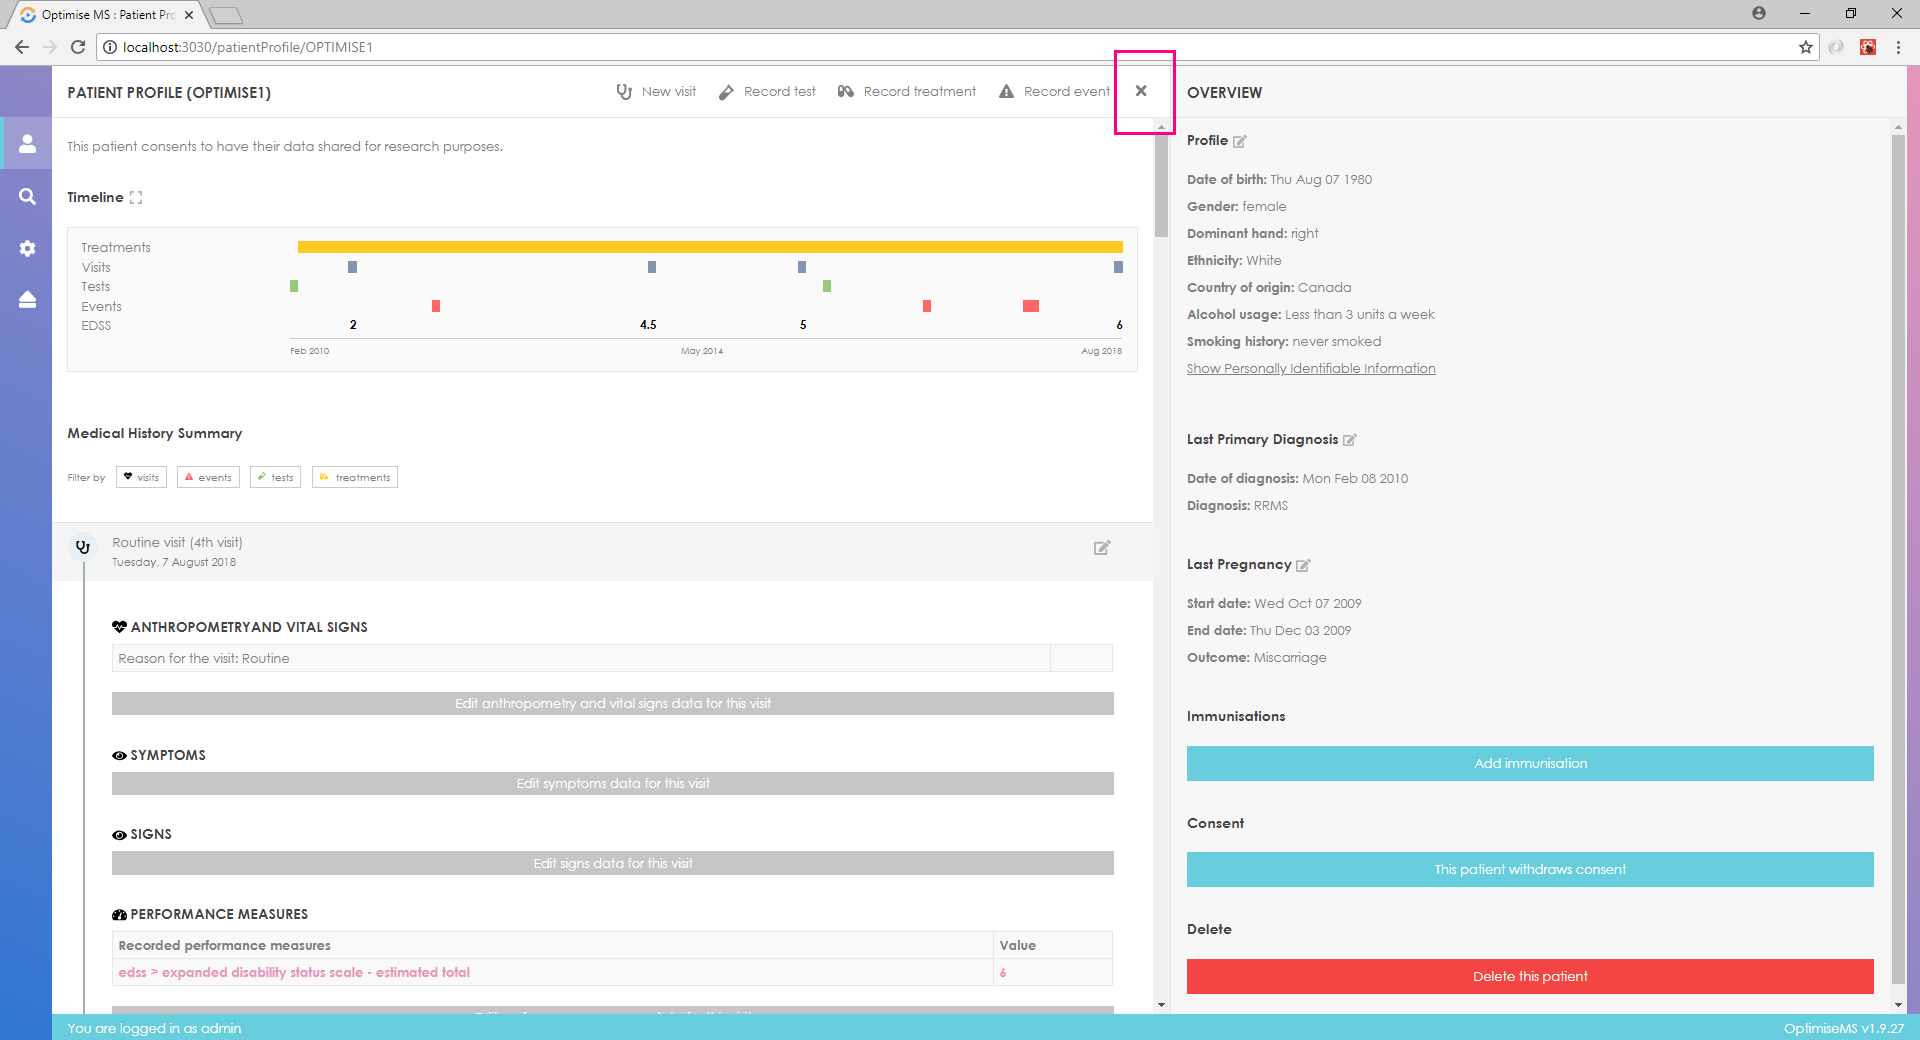 Optimise MS : Patient Pro
localhost:3030/patientProfile/OPTIMISE1
PATIENT PROFILE (OPTIMISE1)
New visit
Record test
Record treatment
Record event
OVERVIEW
This patient consents to have their data shared for research purposes.
Timeline
Treatments
Visits
Tests
Events
EDSS 2 4.5 5 6
Feb 2010 May 2014 Aug 2018
Medical History Summary
Filter by visits events tests treatments
Routine visit (4th visit)
Tuesday, 7 August 2018
ANTHROPOMETRYAND VITAL SIGNS
Reason for the visit: Routine
Edit anthropometry and vital signs data for this visit
SYMPTOMS
Edit symptoms data for this visit
SIGNS
Edit signs data for this visit
PERFORMANCE MEASURES
Recorded performance measures Value
edss > expanded disability status scale - estimated total 6
Profile
Date of birth: Thu Aug 07 1980
Gender: female
Dominant hand: right
Ethnicity: White
Country of origin: Canada
Alcohol usage: Less than 3 units a week
Smoking history: never smoked
Show Personally Identifiable Information
Last Primary Diagnosis
Date of diagnosis: Mon Feb 08 2010
Diagnosis: RRMS
Last Pregnancy
Start date: Wed Oct 07 2009
End date: Thu Dec 03 2009
Outcome: Miscarriage
Immunisations
Add immunisation
Consent
This patient withdraws consent
Delete
Delete this patient
You are logged in as admin
OptimiseMS v1.9.27